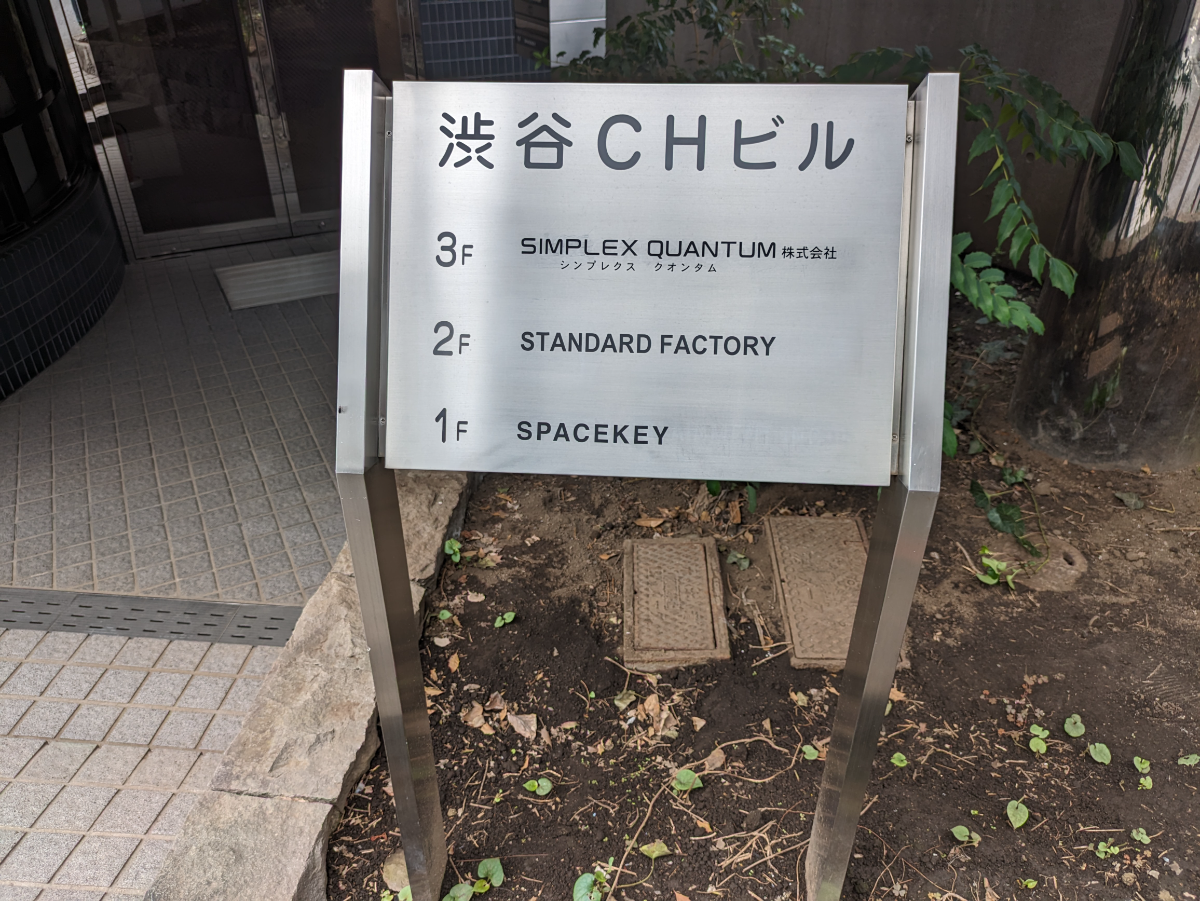 渋谷CHビル
3F SIMPLEX QUANTUM 株式会社
シンプレクス クオンタム
2F STANDARD FACTORY
1F SPACEKEY